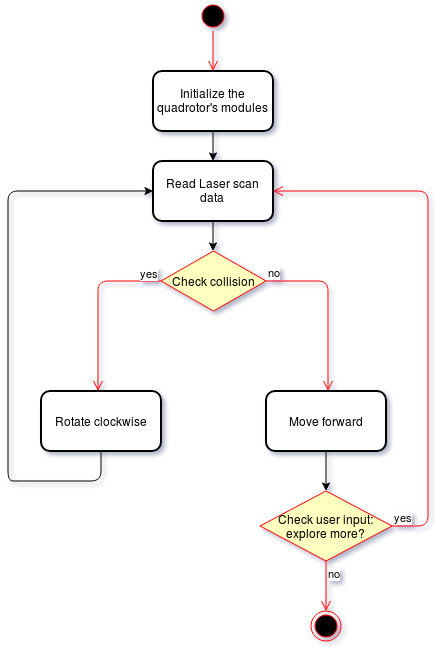 Initialize the
quadrotor's modules
Read Laser scan
data
yes
Check collision
no
Rotate clockwise
Move forward
Check user input:
explore more?
yes
no